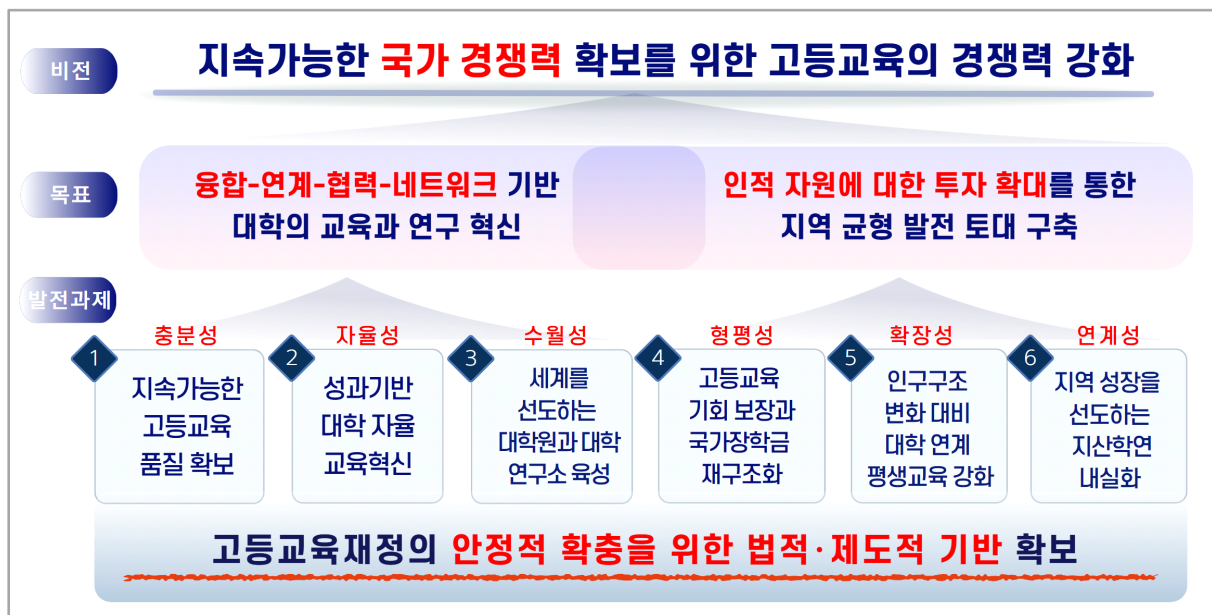 비전
지속가능한 국가 경쟁력 확보를 위한 고등교육의 경쟁력 강화
목표
융합-연계-협력-네트워크 기반
대학의 교육과 연구 혁신
인적 자원에 대한 투자 확대를 통한
지역 균형 발전 토대 구축
발전과제
1
충분성
지속가능한
고등교육
품질 확보
2
자율성
성과기반
대학 자율
교육혁신
3
수월성
세계를
선도하는
대학원과 대학
연구소 육성
4
형평성
고등교육
기회 보장과
국가장학금
재구조화
5
확장성
인구구조
변화 대비
대학 연계
평생교육 강화
6
연계성
지역 성장을
선도하는
지산학연
내실화
고등교육재정의 안정적 확충을 위한 법적·제도적 기반 확보